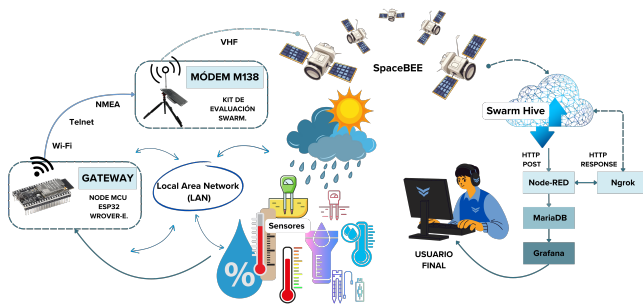 VHF
SpaceBEE
MÓDEM M138
KIT DE
EVALUACIÓN
SWARM.
NMEA
Telnet
Wi-Fi
GATEWAY
NODE MCU
ESP32
WROVER-E.
Local Area Network
(LAN)
Sensores
%
Swarm Hive
HTTP
POST
HTTP
RESPONSE
Node-RED
Ngrok
MariaDB
Grafana
USUARIO
FINAL